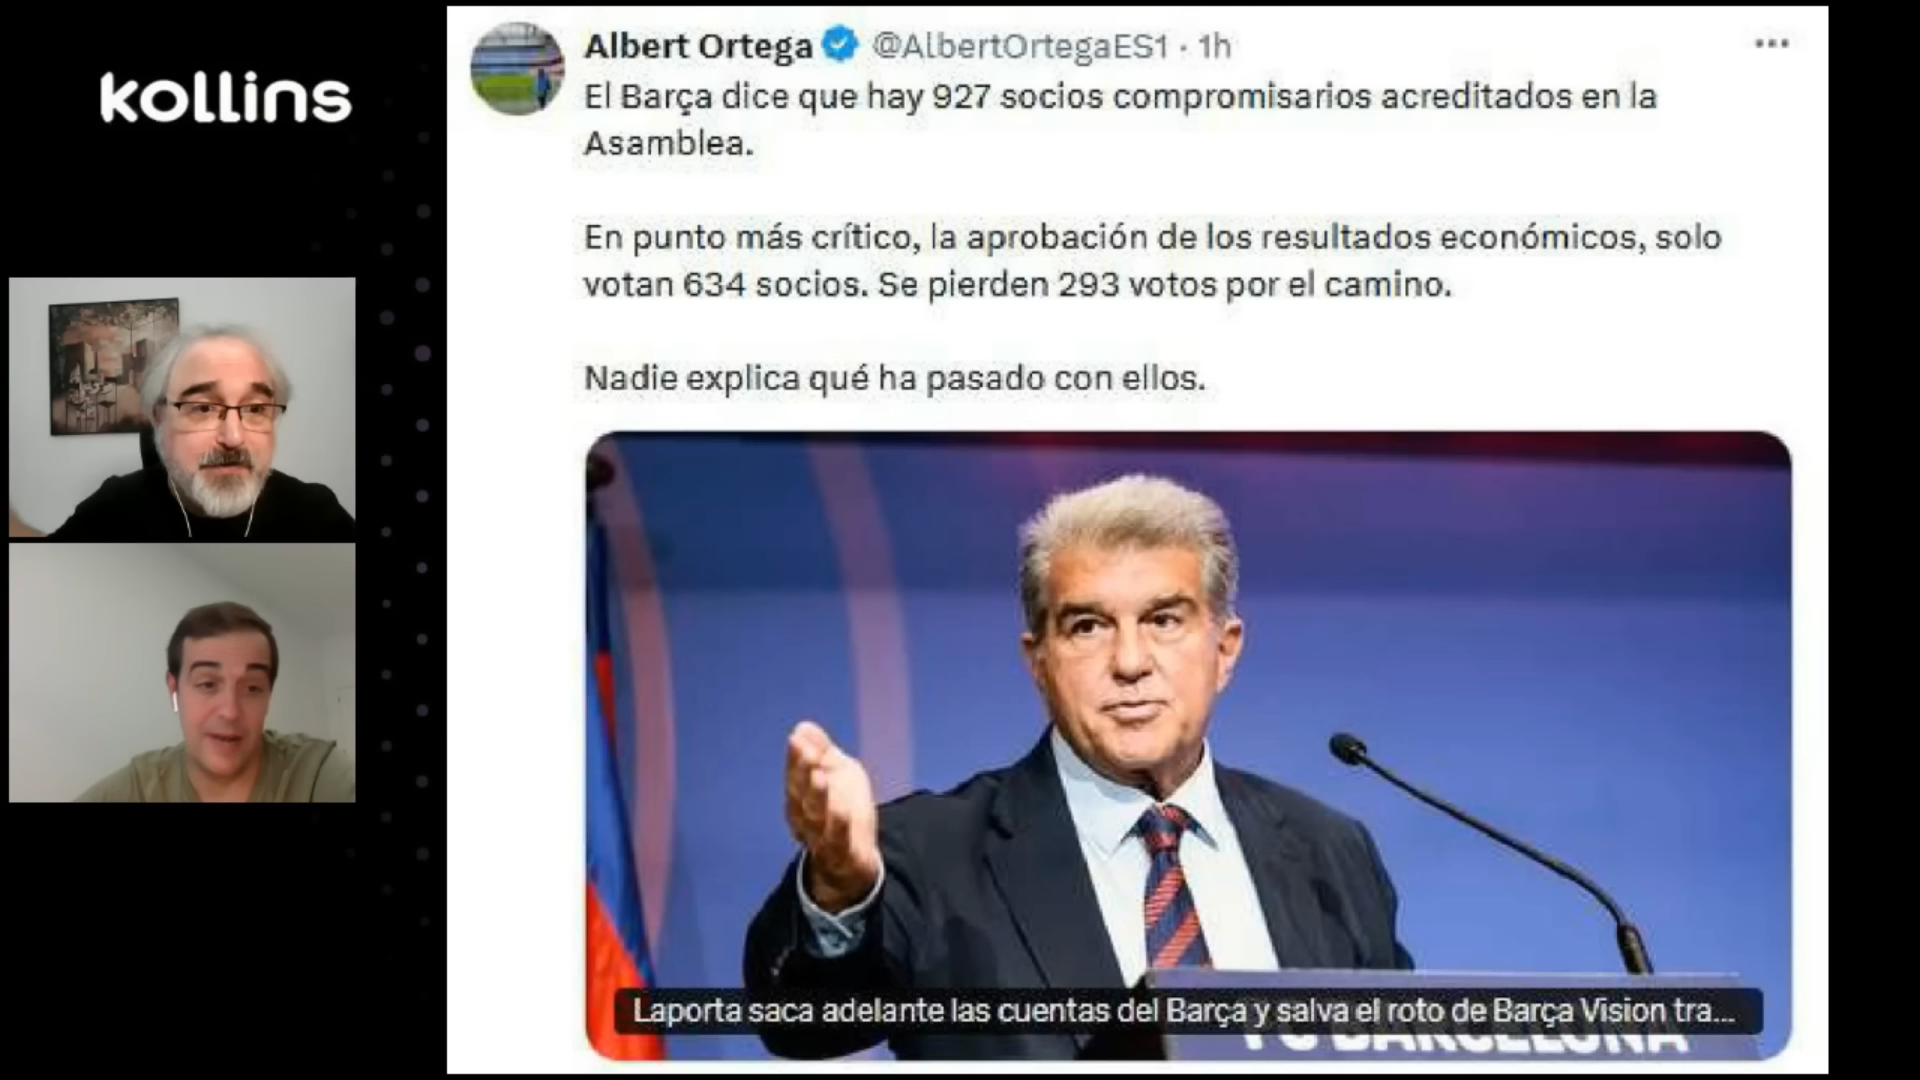 kollins
Albert Ortega @AlbertOrtegaES1 · 1h
El Barça dice que hay 927 socios compromisarios acreditados en la
Asamblea.
En punto más crítico, la aprobación de los resultados económicos, solo
votan 634 socios. Se pierden 293 votos por el camino.
Nadie explica qué ha pasado con ellos.
Laporta saca adelante las cuentas del Barça y salva el roto de Barça Vision tra...
FC BARCELONA